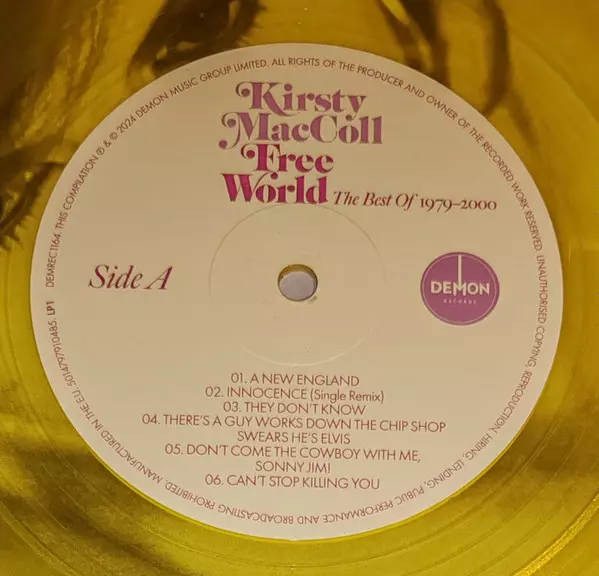 Kirsty
MacColl
Free
World The Best Of 1979–2000
Side A
DEMON
RECORDS
01. A NEW ENGLAND
02. INNOCENCE (Single Remix)
03. THEY DON'T KNOW
04. THERE'S A GUY WORKS DOWN THE CHIP SHOP
SWEARS HE'S ELVIS
05. DON'T COME THE COWBOY WITH ME,
SONNY JIM!
06. CAN'T STOP KILLING YOU
MANUFACTURED IN THE EU. 5014797910485 LP1 DEMREC1164. THIS COMPILATION ℗ & © 2024 DEMON MUSIC GROUP LIMITED. ALL RIGHTS OF THE PRODUCER AND OWNER OF THE RECORDED WORK RESERVED. UNAUTHORISED COPYING, REPRODUCTION, HIRING, LENDING, PUBLIC PERFORMANCE AND BROADCASTING PROHIBITED.